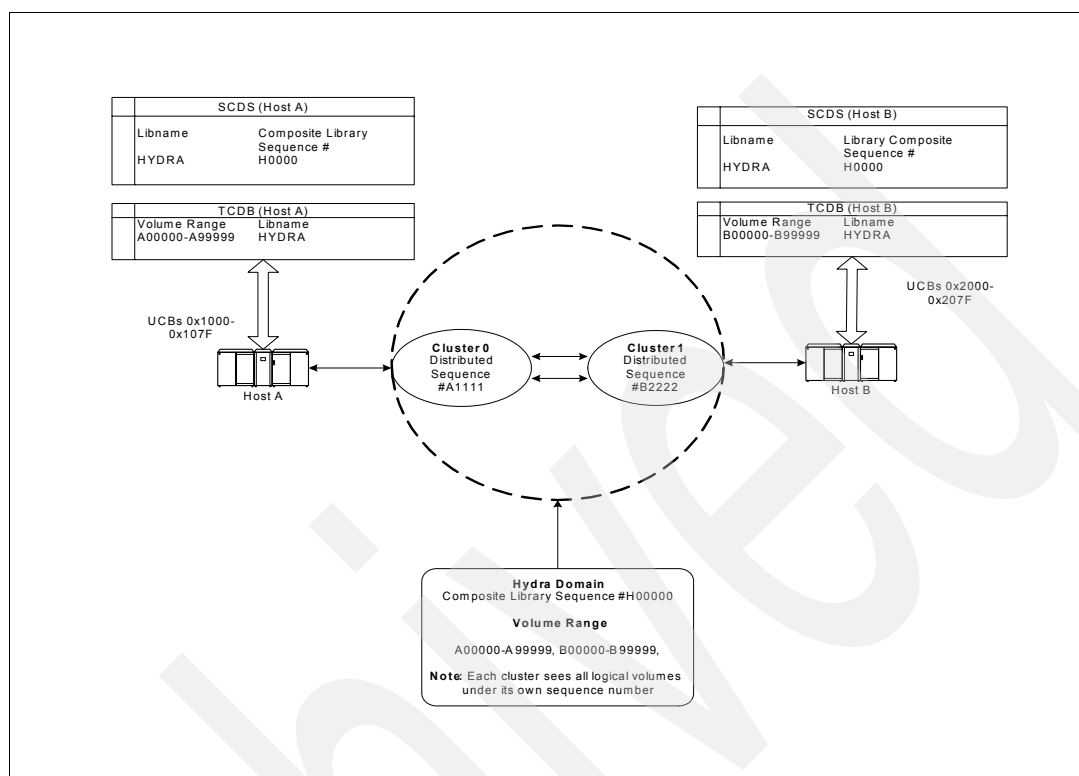 SCDS (Host A)
Libname Composite Library
Sequence #
HYDRA H0000
TCDB (Host A)
Volume Range Libname
A00000-A99999 HYDRA
UCBs 0x1000-
0x107F
Host A
SCDS (Host B)
Libname Library Composite
Sequence #
HYDRA H0000
TCDB (Host B)
Volume Range Libname
B00000-B99999 HYDRA
UCBs 0x2000-
0x207F
Host B
Cluster 0
Distributed
Sequence
#A1111
Cluster 1
Distributed
Sequence
#B2222
Hydra Domain
Composite Library Sequence #H00000
Volume Range
A00000-A99999, B00000-B99999,
Note: Each cluster sees all logical volumes
under its own sequence number
hived